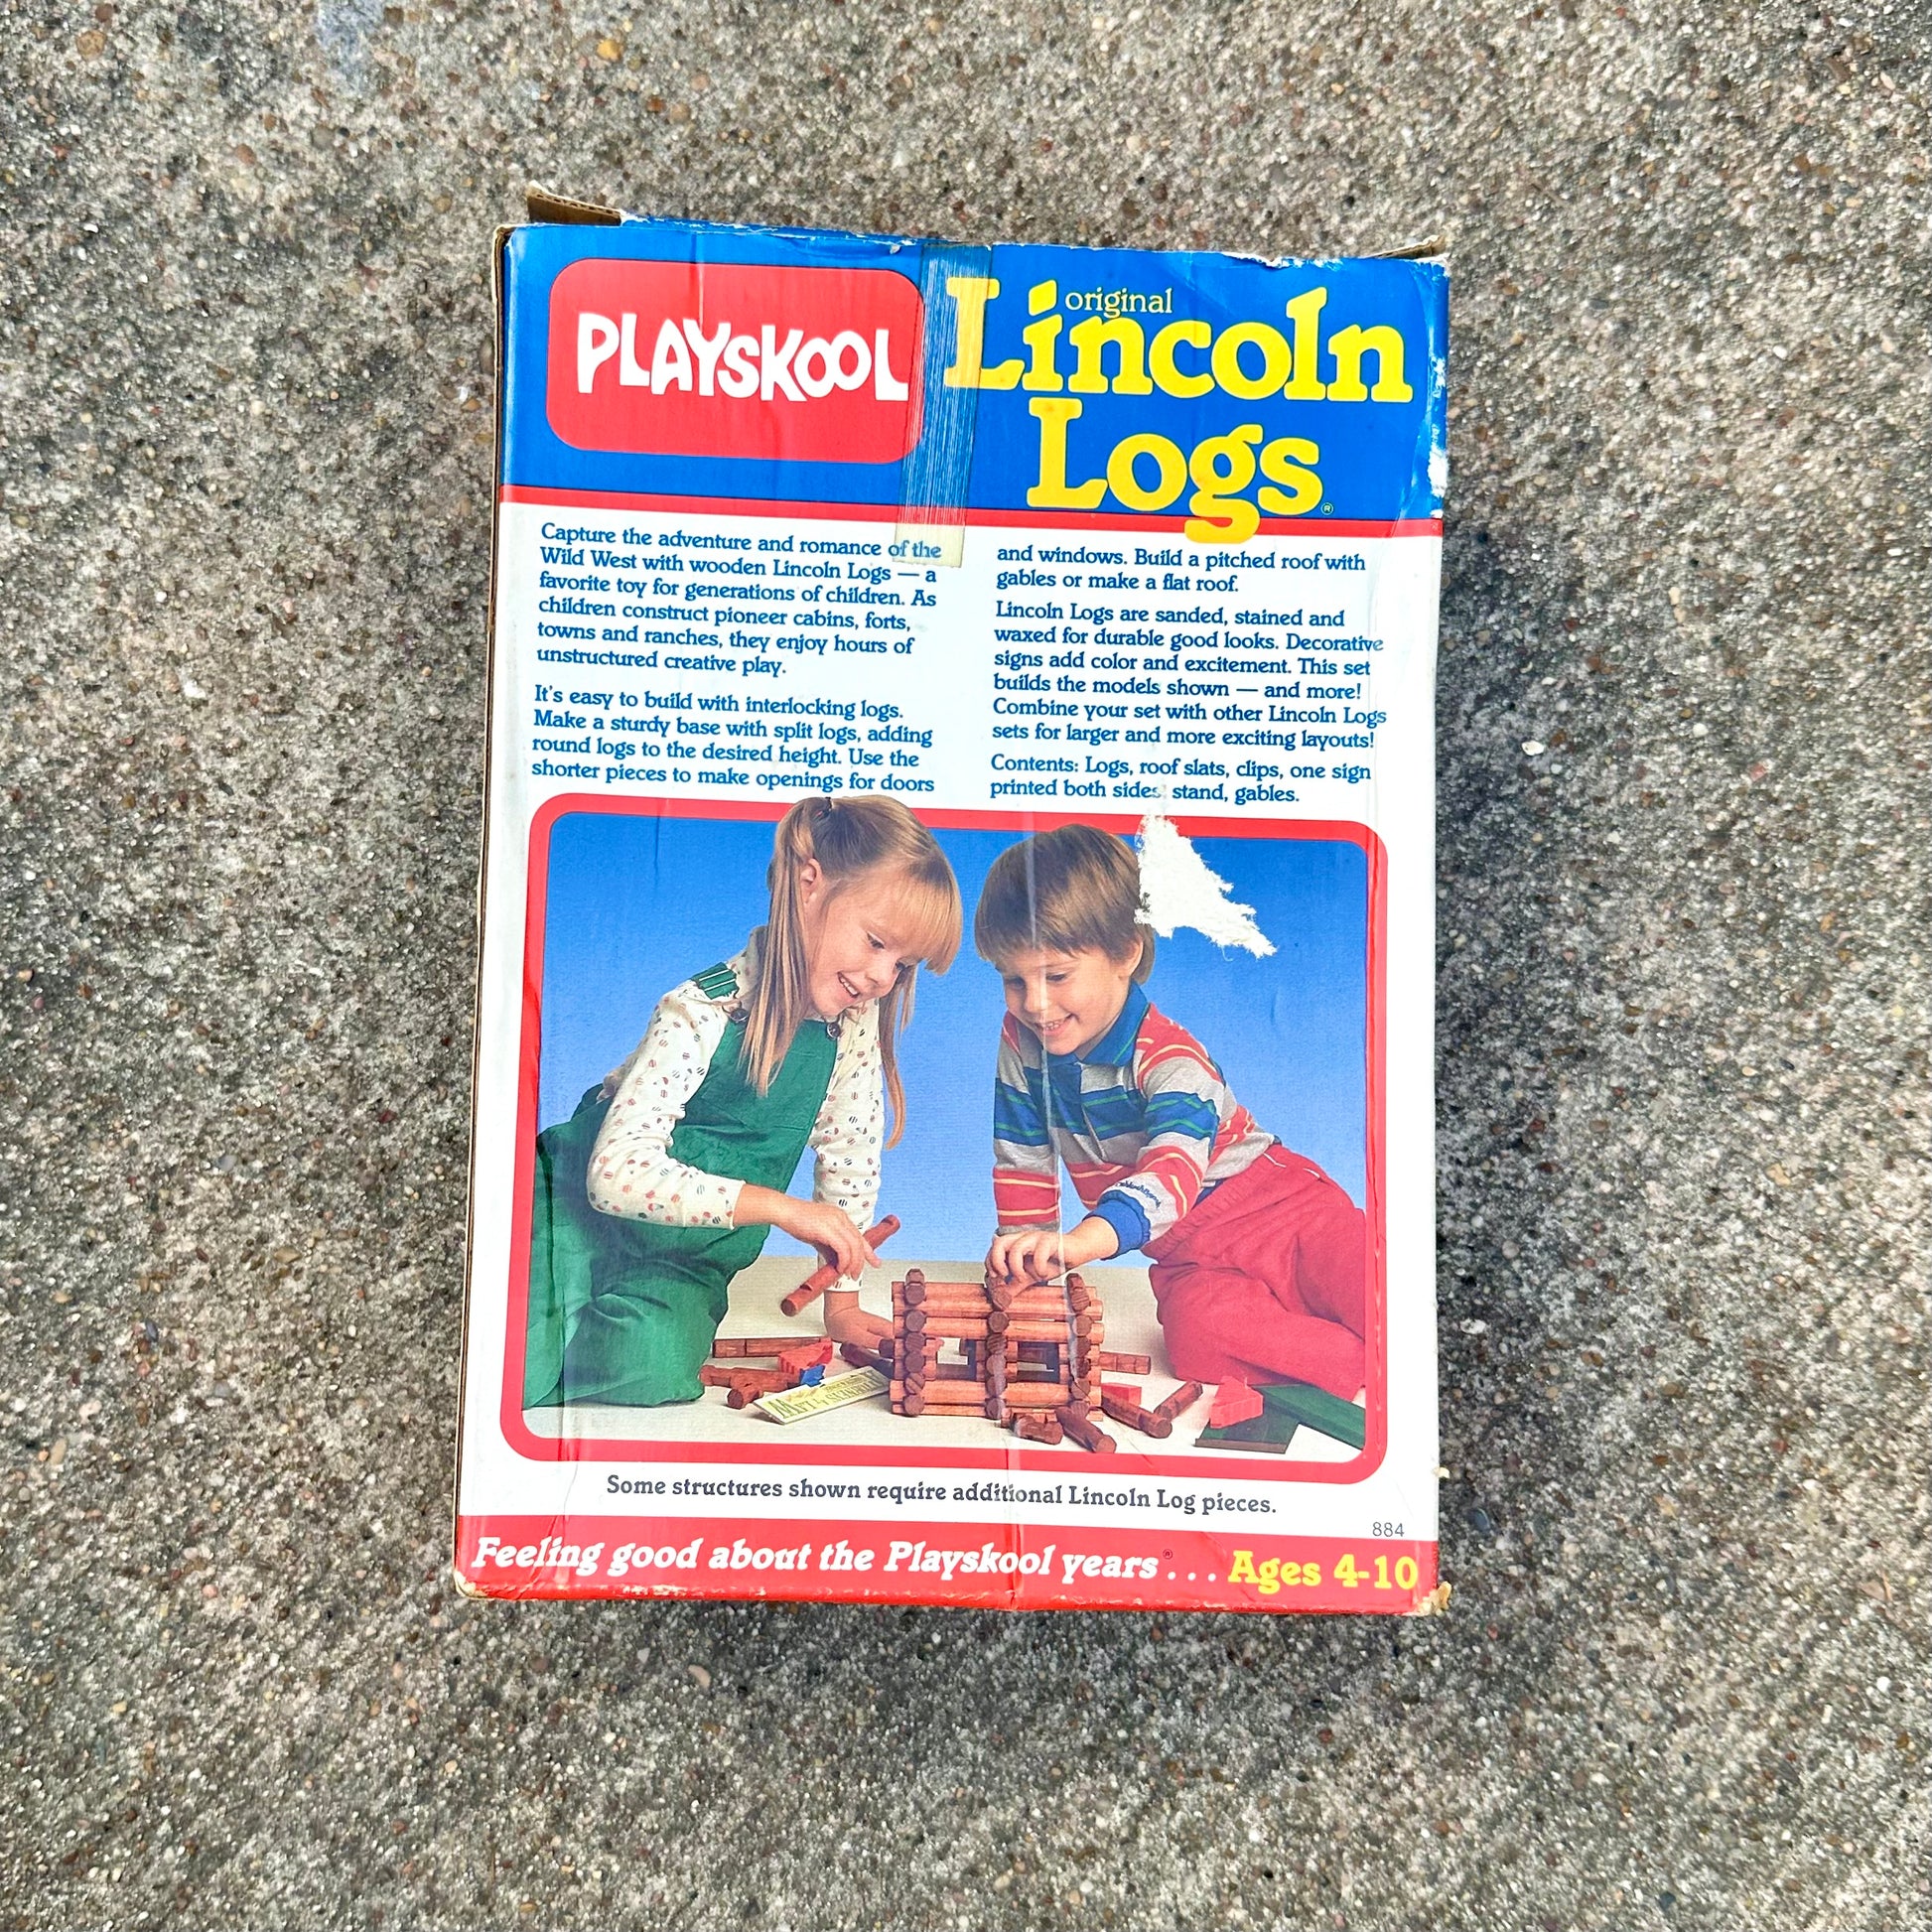 PLAYSKOOL
original
Lincoln
Logs®
Capture the adventure and romance of the
Wild West with wooden Lincoln Logs — a
favorite toy for generations of children. As
children construct pioneer cabins, forts,
towns and ranches, they enjoy hours of
unstructured creative play.
It's easy to build with interlocking logs.
Make a sturdy base with split logs, adding
round logs to the desired height. Use the
shorter pieces to make openings for doors
and windows. Build a pitched roof with
gables or make a flat roof.
Lincoln Logs are sanded, stained and
waxed for durable good looks. Decorative
signs add color and excitement. This set
builds the models shown — and more!
Combine your set with other Lincoln Logs
sets for larger and more exciting layouts!
Contents: Logs, roof slats, clips, one sign
printed both sides, stand, gables.
Some structures shown require additional Lincoln Log pieces.
884
Feeling good about the Playskool years® . . . Ages 4-10